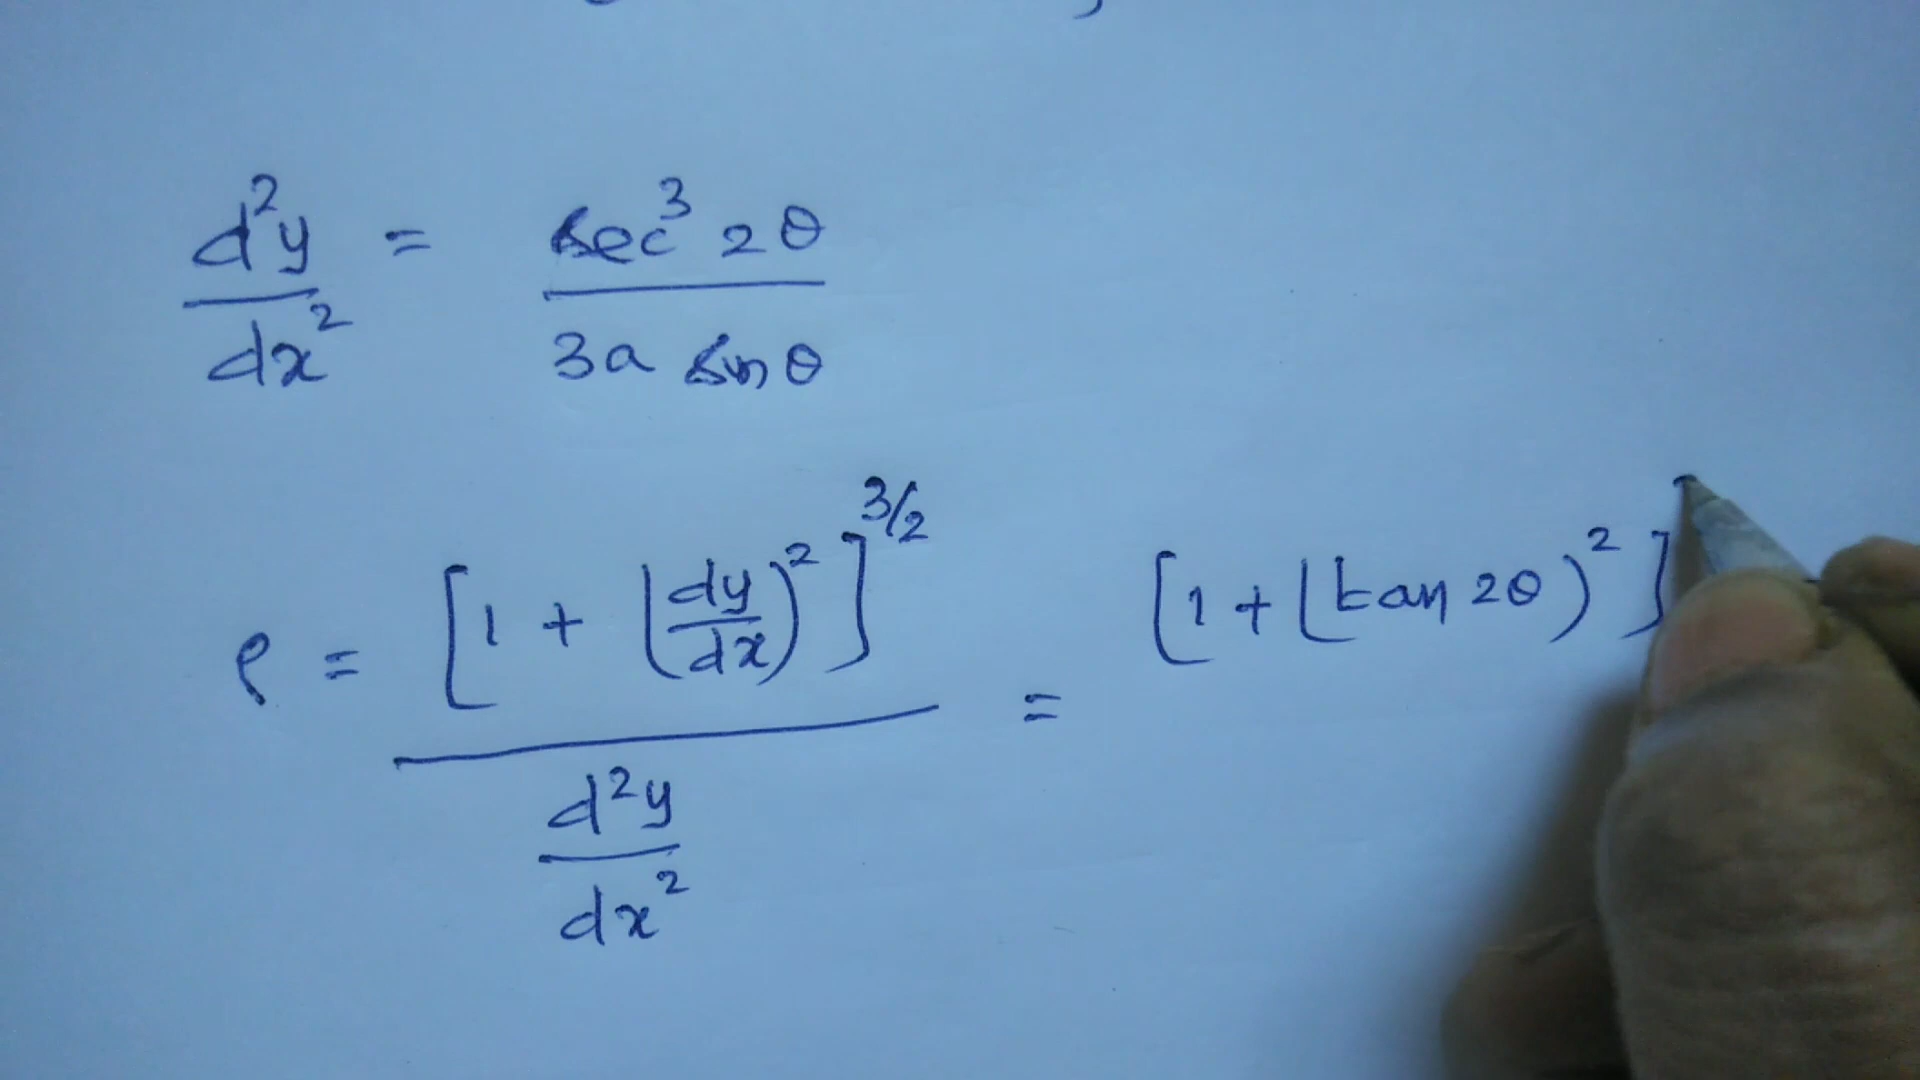 d²y/dx² = sec³ 2θ / 3a sin θ
ρ = [1 + (dy/dx)²]^3/2 / d²y/dx² = [1 + (tan 2θ)²]